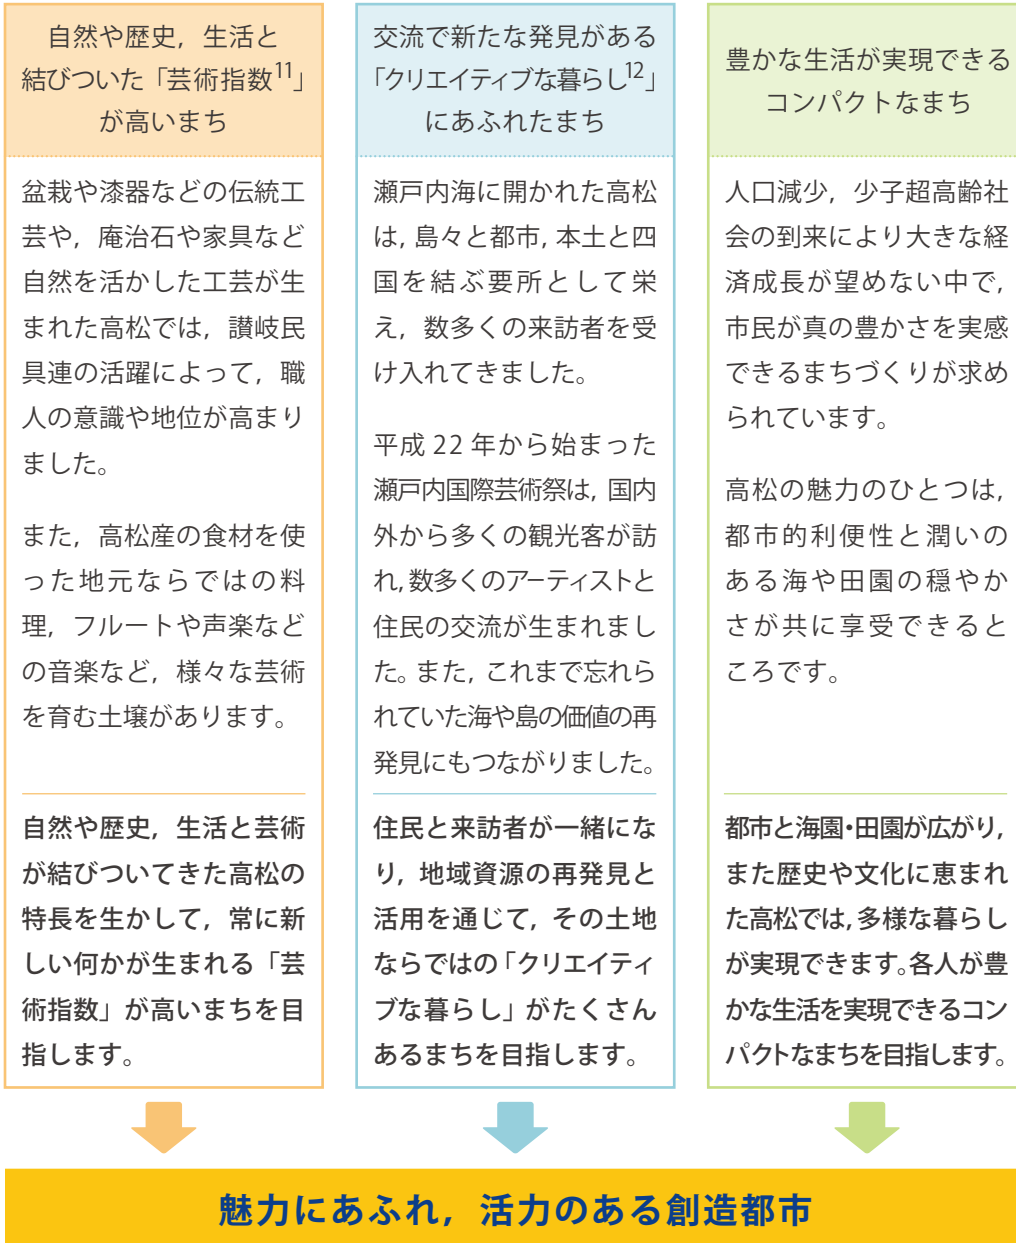 自然や歴史，生活と
結びついた「芸術指数11」
が高いまち
盆栽や漆器などの伝統工
芸や，庵治石や家具など
自然を活かした工芸が生
まれた高松では，讃岐民
具連の活躍によって，職
人の意識や地位が高まり
ました。
また，高松産の食材を使
った地元ならではの料
理，フルートや声楽など
の音楽など，様々な芸術
を育む土壌があります。
自然や歴史，生活と芸術
が結びついてきた高松の
特長を生かして，常に新
しい何かが生まれる「芸
術指数」が高いまちを目
指します。
交流で新たな発見がある
「クリエイティブな暮らし12」
にあふれたまち
瀬戸内海に開かれた高松
は，島々と都市，本土と四
国を結ぶ要所として栄
え，数多くの来訪者を受
け入れてきました。
平成 22 年から始まった
瀬戸内国際芸術祭は，国内
外から多くの観光客が訪
れ，数多くのアーティストと
住民の交流が生まれまし
た。また，これまで忘れら
れていた海や島の価値の再
発見にもつながりました。
住民と来訪者が一緒にな
り，地域資源の再発見と
活用を通じて，その土地
ならではの「クリエイティ
ブな暮らし」がたくさん
あるまちを目指します。
豊かな生活が実現できる
コンパクトなまち
人口減少，少子超高齢社
会の到来により大きな経
済成長が望めない中で，
市民が真の豊かさを実感
できるまちづくりが求め
られています。
高松の魅力のひとつは，
都市的利便性と潤いの
ある海や田園の穏やか
さが共に享受できると
ころです。
都市と海園・田園が広がり，
また歴史や文化に恵まれ
た高松では，多様な暮らし
が実現できます。各人が豊
かな生活を実現できるコン
パクトなまちを目指します。
魅力にあふれ，活力のある創造都市